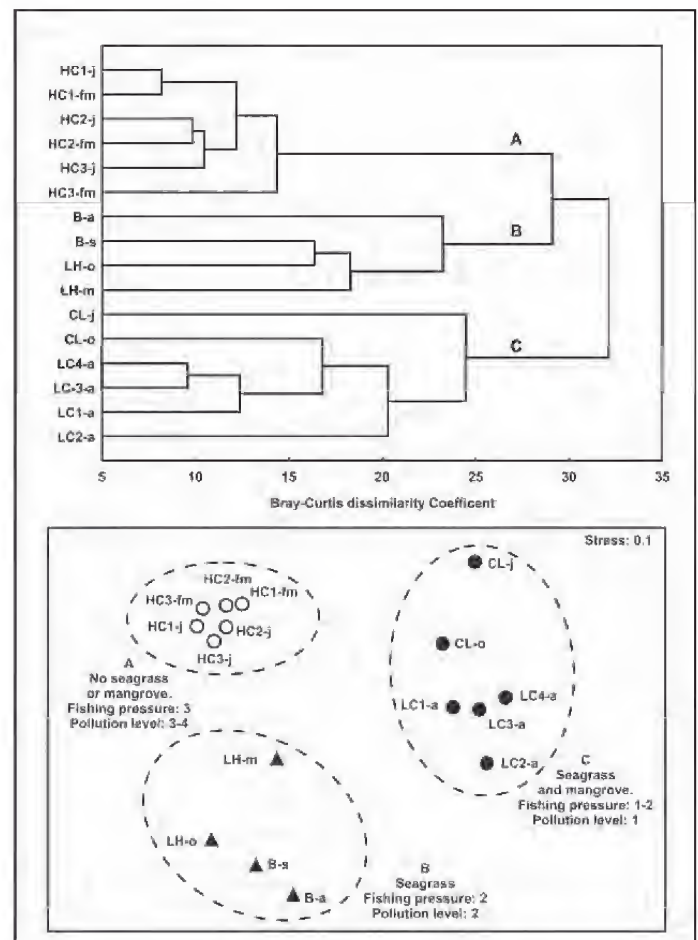 HC1-j
HC1-fm
HC2-j
HC2-fm
HC3-j
HC3-fm
B-a
B-s
LH-o
LH-m
CL-j
CL-o
LC4-a
LC-3-a
LC1-a
LC2-a
A
B
C
5 10 15 20 25 30 35
Bray-Curtis dissimilarity Coefficent
Stress: 0.1
HC2-fm
HC3-fm HC1-fm
HC1-j HC2-j
HC3-j
A
No seagrass
or mangrove.
Fishing pressure: 3
Pollution level: 3-4
CL-j
CL-o
LC4-a
LC1-a
LC3-a
LC2-a
C
Seagrass
and mangrove.
Fishing pressure: 1-2
Pollution level: 1
LH-m
LH-o
B-s
B-a
B
Seagrass
Fishing pressure: 2
Pollution level: 2